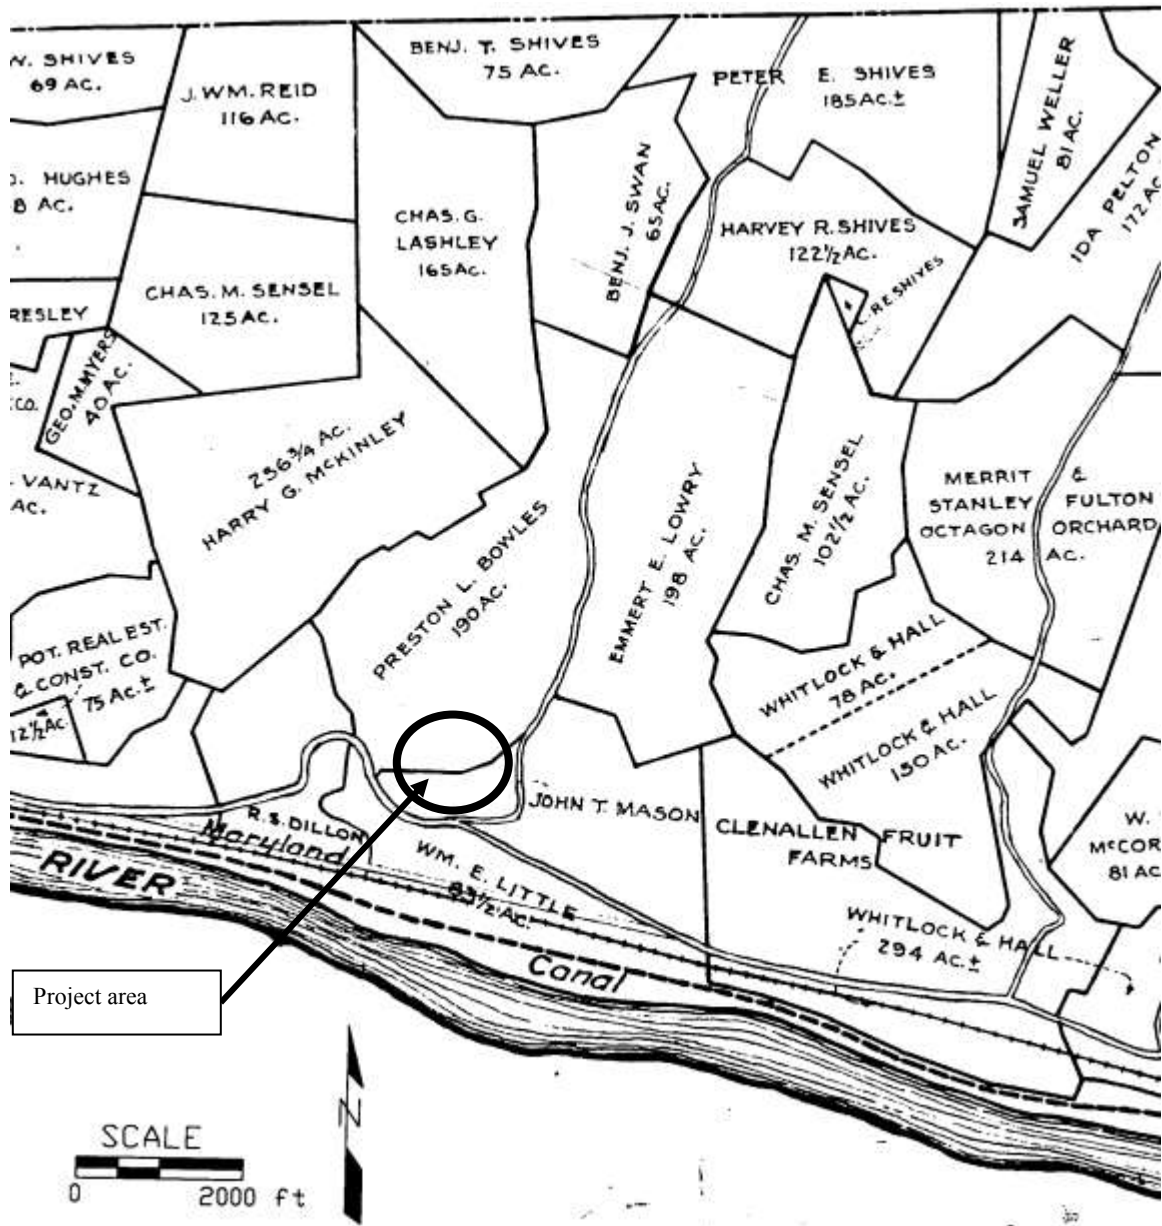 W. SHIVES
69 AC.
J. WM. REID
116 AC.
BENJ. T. SHIVES
75 AC.
PETER E. SHIVES
185 AC.±
SAMUEL WELLER
81 AC.
IDA PELTON
172 AC.
HUGHES
8 AC.
CHAS. G.
LASHLEY
165 AC.
BENJ. J. SWAN
65 AC.
HARVEY R. SHIVES
122½ AC.
C. R.E. SHIVES
RESLEY
CHAS. M. SENSEL
125 AC.
GEO. M. MYERS
40 AC.
CO.
VANTZ
AC.
236¾ AC.
HARRY G. McKINLEY
PRESTON L. BOWLES
190 AC.
EMMERT E. LOWRY
198 AC.
CHAS. M. SENSEL
102½ AC.
MERRIT &
STANLEY FULTON
OCTAGON ORCHARD
214 AC.
POT. REAL EST.
& CONST. CO.
75 AC.±
12½ AC.
WHITLOCK & HALL
78 AC.
WHITLOCK & HALL
150 AC.
R. S. DILLON
JOHN T. MASON
CLENALLEN FRUIT
FARMS
W.
McCOR
81 AC
Maryland
RIVER
WM. E. LITTLE
83½ AC.
WHITLOCK & HALL
294 AC.±
Canal
Project area
N
SCALE
0 2000 ft